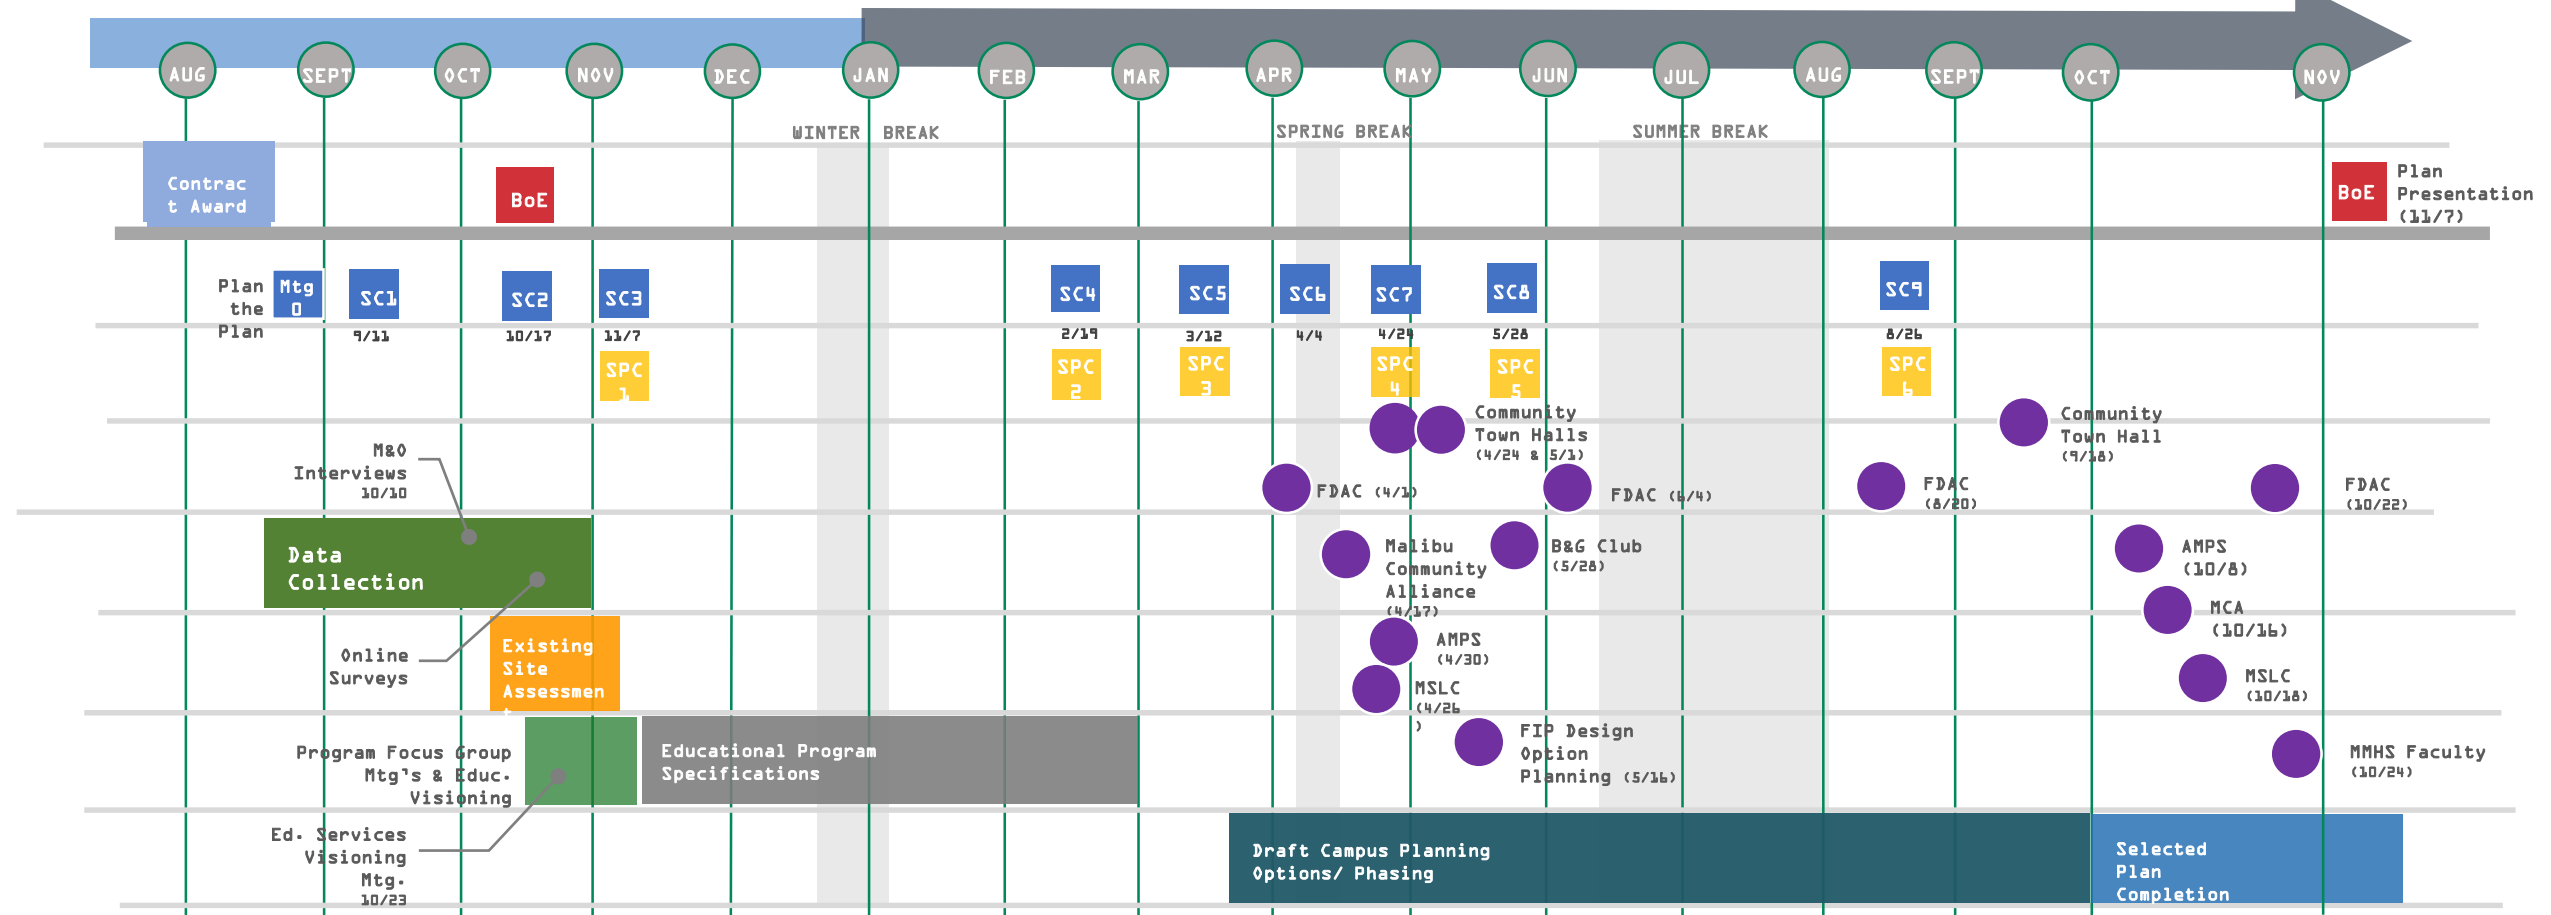 AUG
SEPT
OCT
NOV
DEC
JAN
FEB
MAR
APR
MAY
JUN
JUL
AUG
SEPT
OCT
NOV
WINTER BREAK
SPRING BREAK
SUMMER BREAK
Contrac
t Award
BoE
BoE
Plan
Presentation
(11/7)
Plan
the
Plan
Mtg
0
SC1
SC2
SC3
SC4
SC5
SC6
SC7
SC8
SC9
9/11
10/17
11/7
2/19
3/12
4/4
4/24
5/28
8/26
SPC
1
SPC
2
SPC
3
SPC
4
SPC
5
SPC
6
Community
Town Halls
(4/24 & 5/1)
Community
Town Hall
(9/18)
M&O
Interviews
10/10
FDAC (4/1)
FDAC (6/4)
FDAC
(8/20)
FDAC
(10/22)
Data
Collection
Malibu
Community
Alliance
(4/17)
B&G Club
(5/28)
AMPS
(10/8)
MCA
(10/16)
Online
Surveys
Existing
Site
Assessmen
t
AMPS
(4/30)
MSLC
(4/26
)
MSLC
(10/18)
Program Focus Group
Mtg's & Educ.
Visioning
Educational Program
Specifications
FIP Design
Option
Planning (5/16)
MMHS Faculty
(10/24)
Ed. Services
Visioning
Mtg.
10/23
Draft Campus Planning
Options/ Phasing
Selected
Plan
Completion